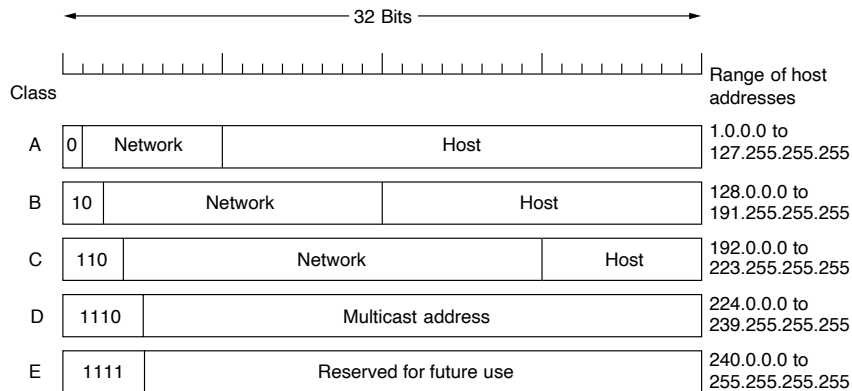 32 Bits
Range of host
addresses
Class
A 0 Network Host 1.0.0.0 to
127.255.255.255
B 10 Network Host 128.0.0.0 to
191.255.255.255
C 110 Network Host 192.0.0.0 to
223.255.255.255
D 1110 Multicast address 224.0.0.0 to
239.255.255.255
E 1111 Reserved for future use 240.0.0.0 to
255.255.255.255